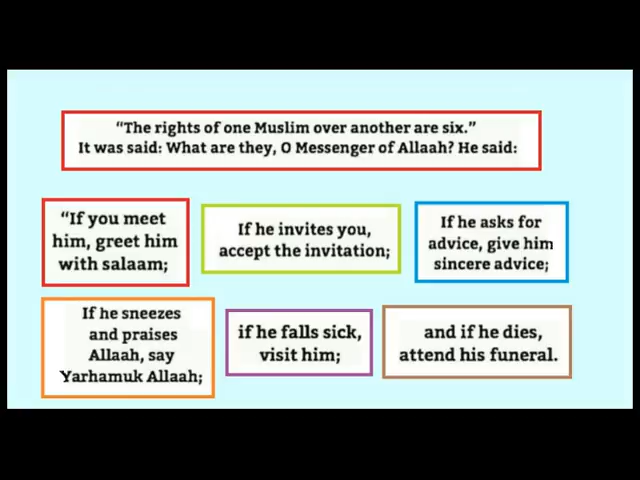 “The rights of one Muslim over another are six.”
It was said: What are they, O Messenger of Allaah? He said:
“If you meet
him, greet him
with salaam;
If he invites you,
accept the invitation;
If he asks for
advice, give him
sincere advice;
If he sneezes
and praises
Allaah, say
Yarhamuk Allaah;
if he falls sick,
visit him;
and if he dies,
attend his funeral.